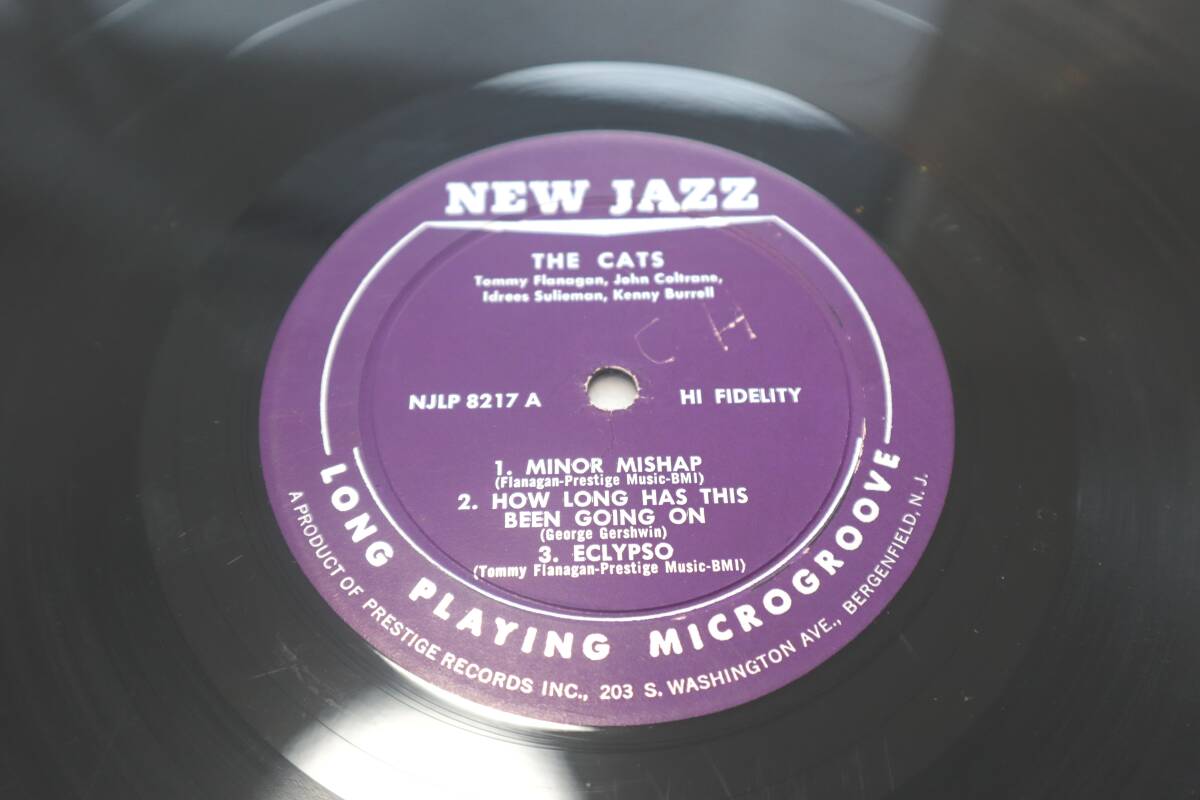 NEW JAZZ
THE CATS
Tommy Flanagan, John Coltrane,
Idrees Sulieman, Kenny Burrell
C H
NJLP 8217 A
HI FIDELITY
1. MINOR MISHAP
(Flanagan-Prestige Music-BMI)
2. HOW LONG HAS THIS
BEEN GOING ON
(George Gershwin)
3. ECLYPSO
(Tommy Flanagan-Prestige Music-BMI)
LONG PLAYING MICROGROOVE
A PRODUCT OF PRESTIGE RECORDS INC., 203 S. WASHINGTON AVE., BERGENFIELD, N. J.